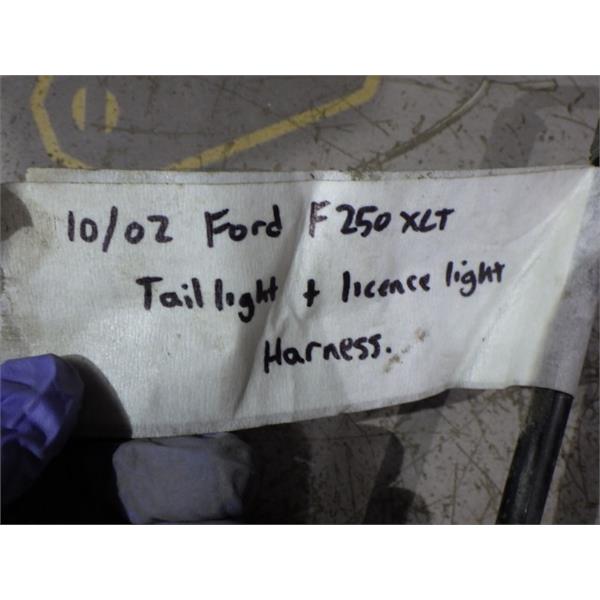 10/02 Ford F250 XLT
Tail light + licence light
Harness.